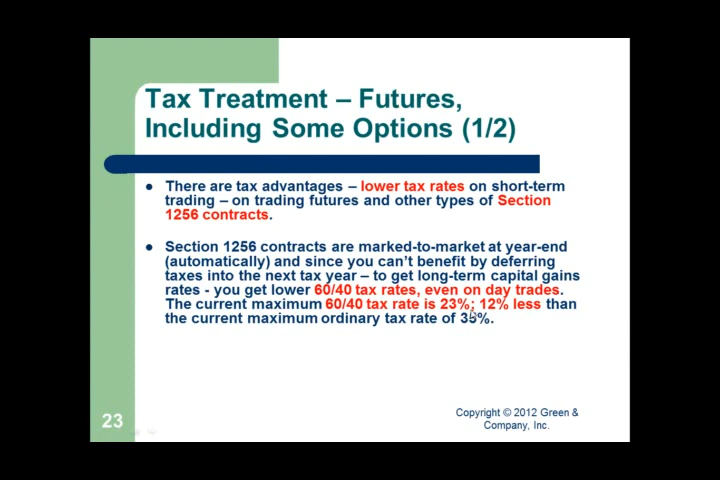 Tax Treatment – Futures,
Including Some Options (1/2)
There are tax advantages – lower tax rates on short-term
trading – on trading futures and other types of Section
1256 contracts.
Section 1256 contracts are marked-to-market at year-end
(automatically) and since you can't benefit by deferring
taxes into the next tax year – to get long-term capital gains
rates - you get lower 60/40 tax rates, even on day trades.
The current maximum 60/40 tax rate is 23%; 12% less than
the current maximum ordinary tax rate of 35%.
23
Copyright © 2012 Green &
Company, Inc.